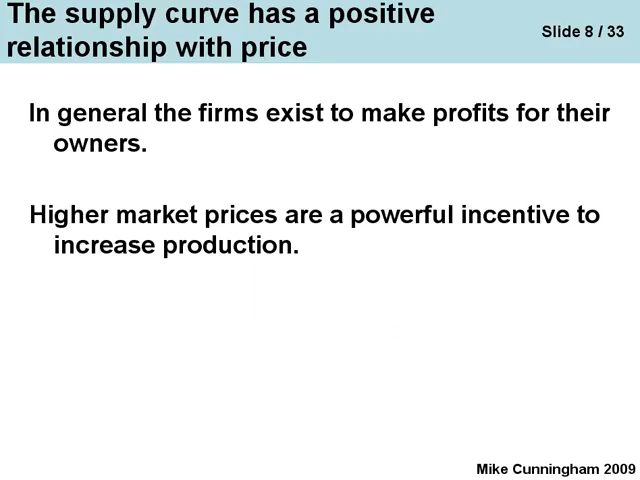 The supply curve has a positive
relationship with price
Slide 8 / 33
In general the firms exist to make profits for their
owners.
Higher market prices are a powerful incentive to
increase production.
Mike Cunningham 2009